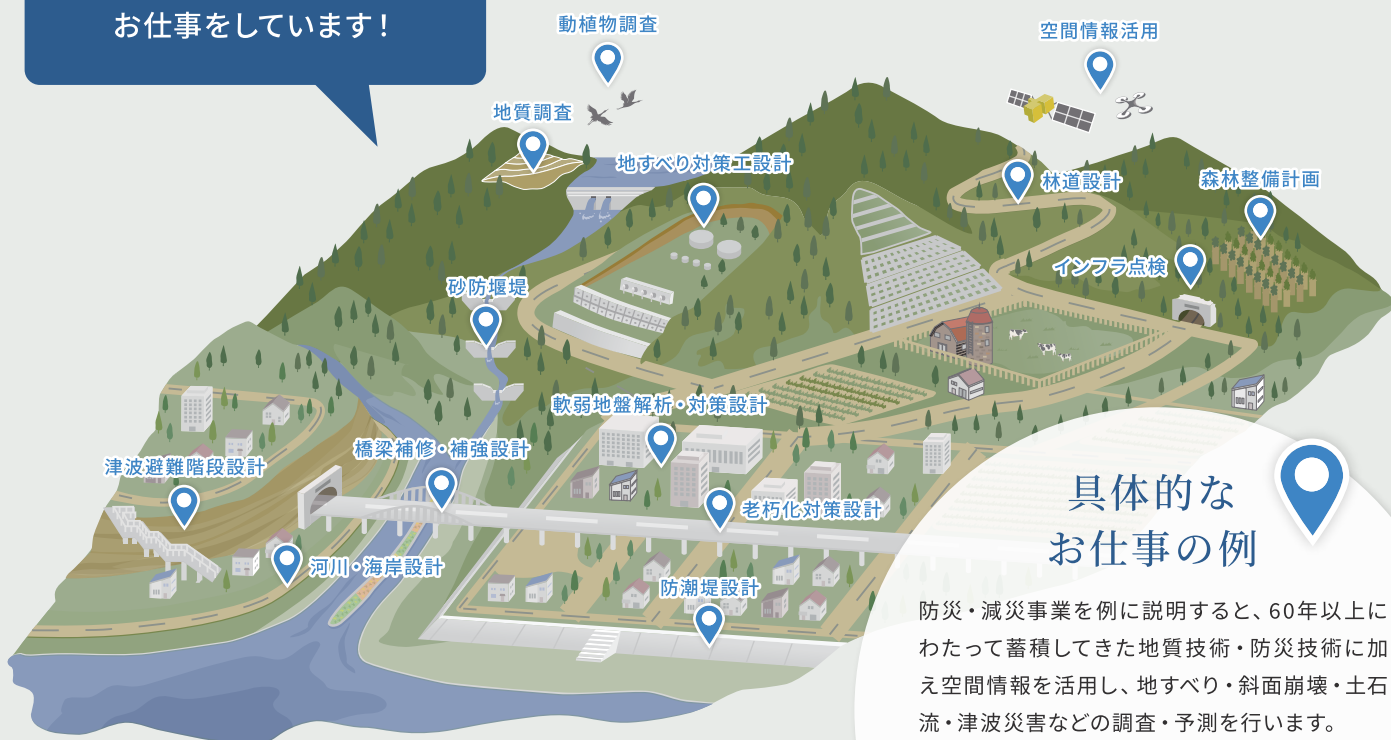 お仕事をしています!
動植物調査
空間情報活用
地質調査
地すべり対策工設計
林道設計
森林整備計画
インフラ点検
砂防堰堤
軟弱地盤解析・対策設計
橋梁補修・補強設計
津波避難階段設計
老朽化対策設計
河川・海岸設計
防潮堤設計
具体的な
お仕事の例
防災・減災事業を例に説明すると、60年以上に
わたって蓄積してきた地質技術・防災技術に加
え空間情報を活用し、地すべり・斜面崩壊・土石
流・津波災害などの調査・予測を行います。